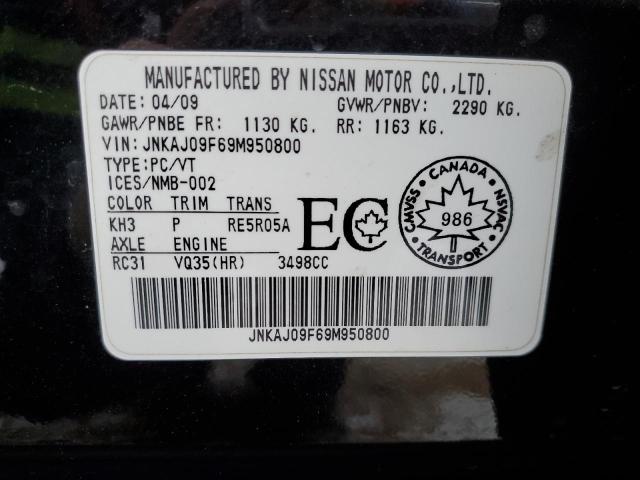 MANUFACTURED BY NISSAN MOTOR CO.,LTD.
DATE: 04/09 GVWR/PNBV: 2290 KG.
GAWR/PNBE FR: 1130 KG. RR: 1163 KG.
VIN: JNKAJ09F69M950800
TYPE: PC/VT
ICES/NMB-002
COLOR TRIM TRANS
KH3 P RE5R05A
AXLE ENGINE
RC31 VQ35(HR) 3498CC
EC
CANADA
CMVSS
986
NSVAC
TRANSPORT
JNKAJ09F69M950800